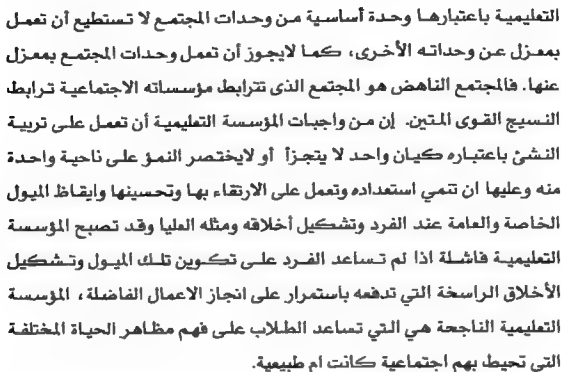 التعليمية باعتبارها وحدة أساسية من وحدات المجتمع لا تستطيع أن تعمل
بمعزل عن وحداته الأخرى، كما لايجوز أن تعمل وحدات المجتمع بمعزل
عنها. فالمجتمع الناهض هو المجتمع الذى تترابط مؤسساته الاجتماعية ترابط
النسيج القوى المتين. إن من واجبات المؤسسة التعليمية أن تعمل على تربية
النشئ باعتباره كيان واحد لا يتجزأ أو لايختصر النمو على ناحية واحدة
منه وعليها ان تنمي استعداده وتعمل على الارتقاء بها وتحسينها وايقاظ الميول
الخاصة والعامة عند الفرد وتشكيل أخلاقه ومثله العليا وقد تصبح المؤسسة
التعليمية فاشلة اذا لم تساعد الفرد على تكوين تلك الميول وتشكيل
الأخلاق الراسخة التي تدفعه باستمرار على انجاز الاعمال الفاضلة، المؤسسة
التعليمية الناجحة هي التي تساعد الطلاب على فهم مظاهر الحياة المختلفة
التي تحيط بهم اجتماعية كانت ام طبيعية.